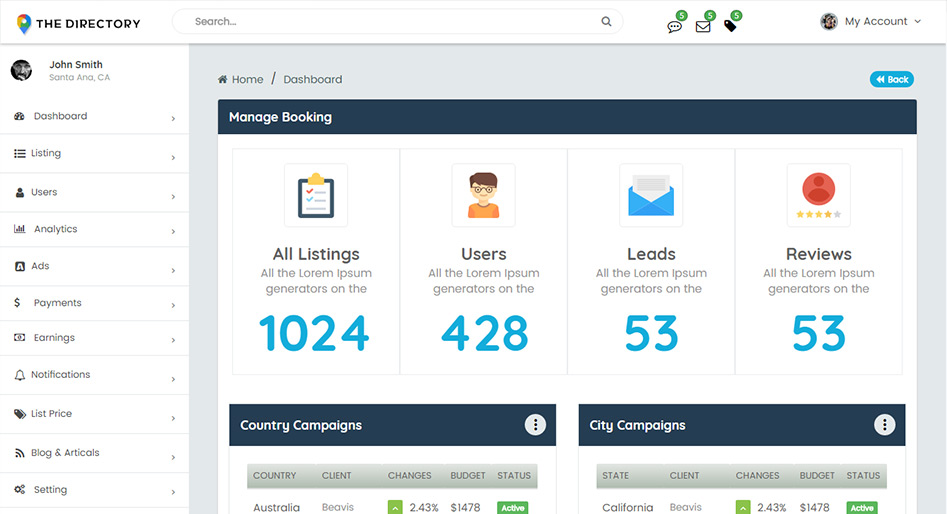 THE DIRECTORY
Search...
5
5
5
My Account
John Smith
Santa Ana, CA
Dashboard
Listing
Users
Analytics
Ads
Payments
Earnings
Notifications
List Price
Blog & Articals
Setting
Home / Dashboard
Back
Manage Booking
All Listings
All the Lorem Ipsum
generators on the
1024
Users
All the Lorem Ipsum
generators on the
428
Leads
All the Lorem Ipsum
generators on the
53
Reviews
All the Lorem Ipsum
generators on the
53
Country Campaigns
COUNTRY CLIENT CHANGES BUDGET STATUS
Australia Beavis 2.43% $1478 Active
City Campaigns
STATE CLIENT CHANGES BUDGET STATUS
California Beavis 2.43% $1478 Active